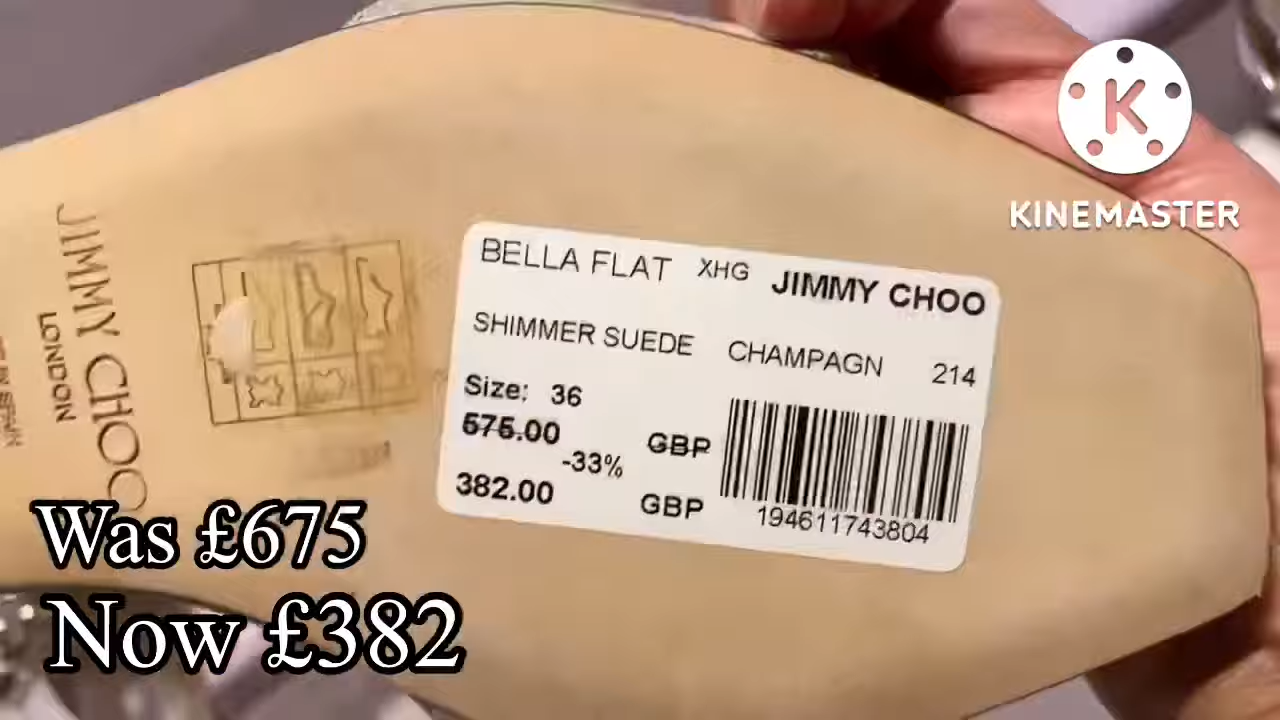 K
KINEMASTER
JIMMY CHOO
LONDON
BELLA FLAT XHG JIMMY CHOO
SHIMMER SUEDE CHAMPAGN 214
Size: 36
575.00 GBP
-33%
382.00 GBP
194611743804
Was £675
Now £382